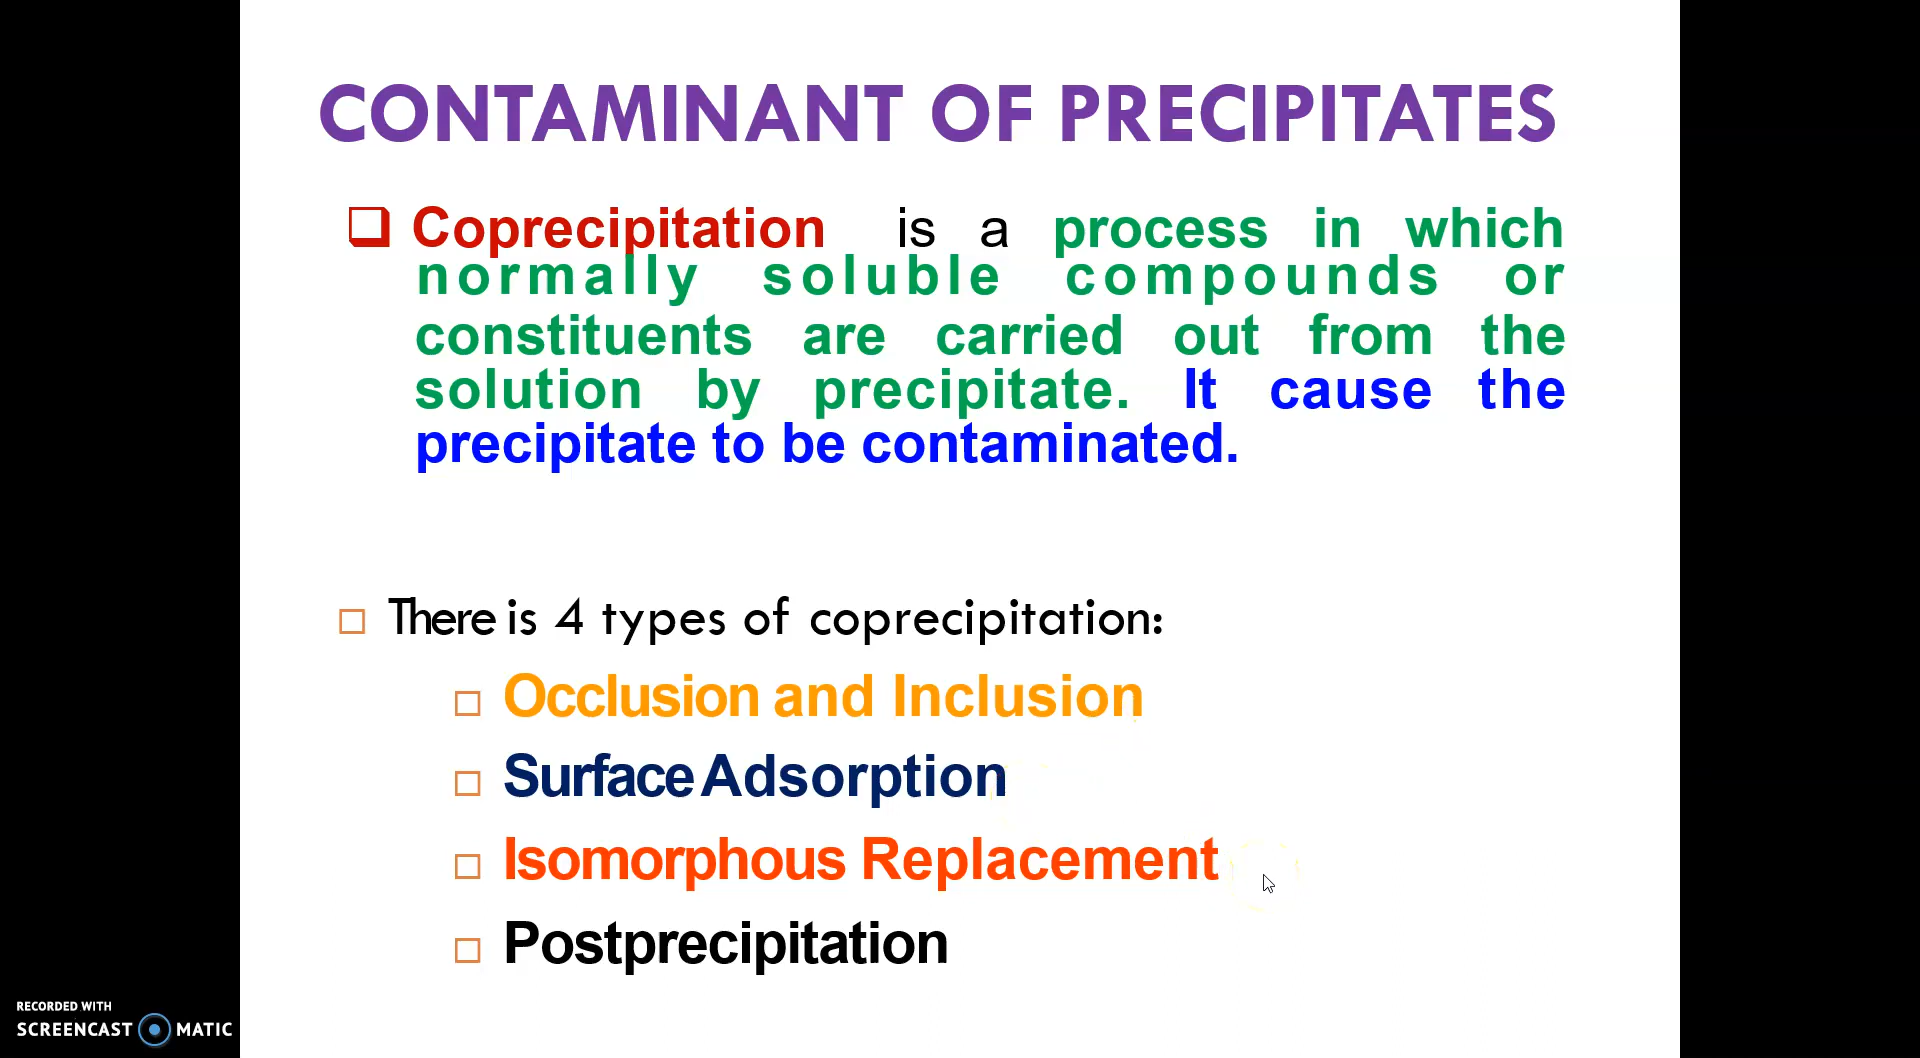 CONTAMINANT OF PRECIPITATES
Coprecipitation is a process in which
normally soluble compounds or
constituents are carried out from the
solution by precipitate. It cause the
precipitate to be contaminated.
There is 4 types of coprecipitation:
Occlusion and Inclusion
Surface Adsorption
Isomorphous Replacement
Postprecipitation
RECORDED WITH
SCREENCAST MATIC